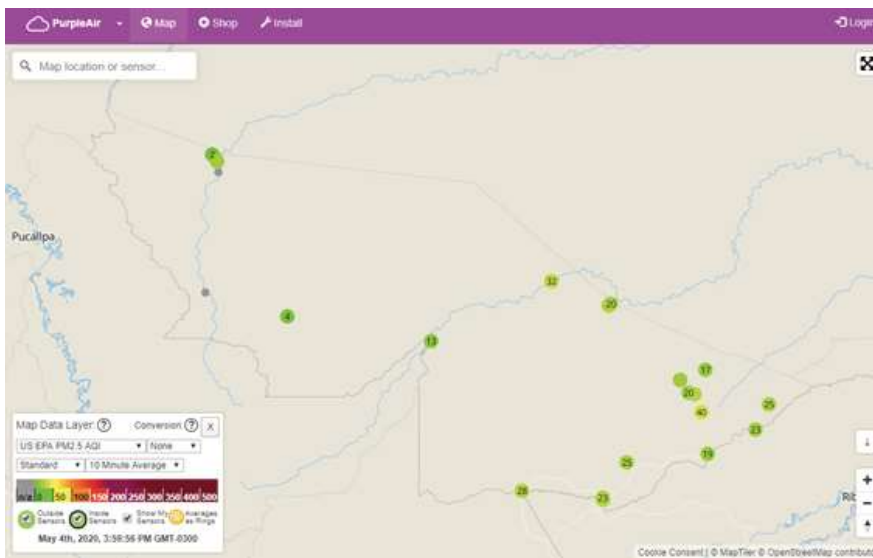 PurpleAir Map Shop Install Login
Map location or sensor...
2
Pucallpa
32
20
4
13
17
20
25
40
23
19
25
28
23
Map Data Layer: ? Conversion: ? X
US EPA PM2.5 AQI None
Standard 10 Minute Average
n/a 0 50 100 150 200 250 300 350 400 500
Outside Sensors Inside Sensors Show My Sensors Averages as Rings
May 4th, 2020, 3:59:56 PM GMT-0300
Cookie Consent | © MapTiler © OpenStreetMap contributo